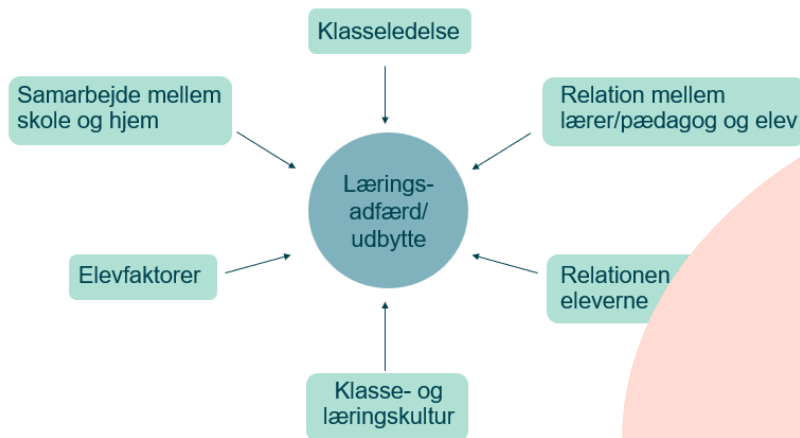 Klasseledelse
Samarbejde mellem
skole og hjem
Relation mellem
lærer/pædagog og elev
Lærings-
adfærd/
udbytte
Elevfaktorer
Relationen
eleverne
Klasse- og
læringskultur